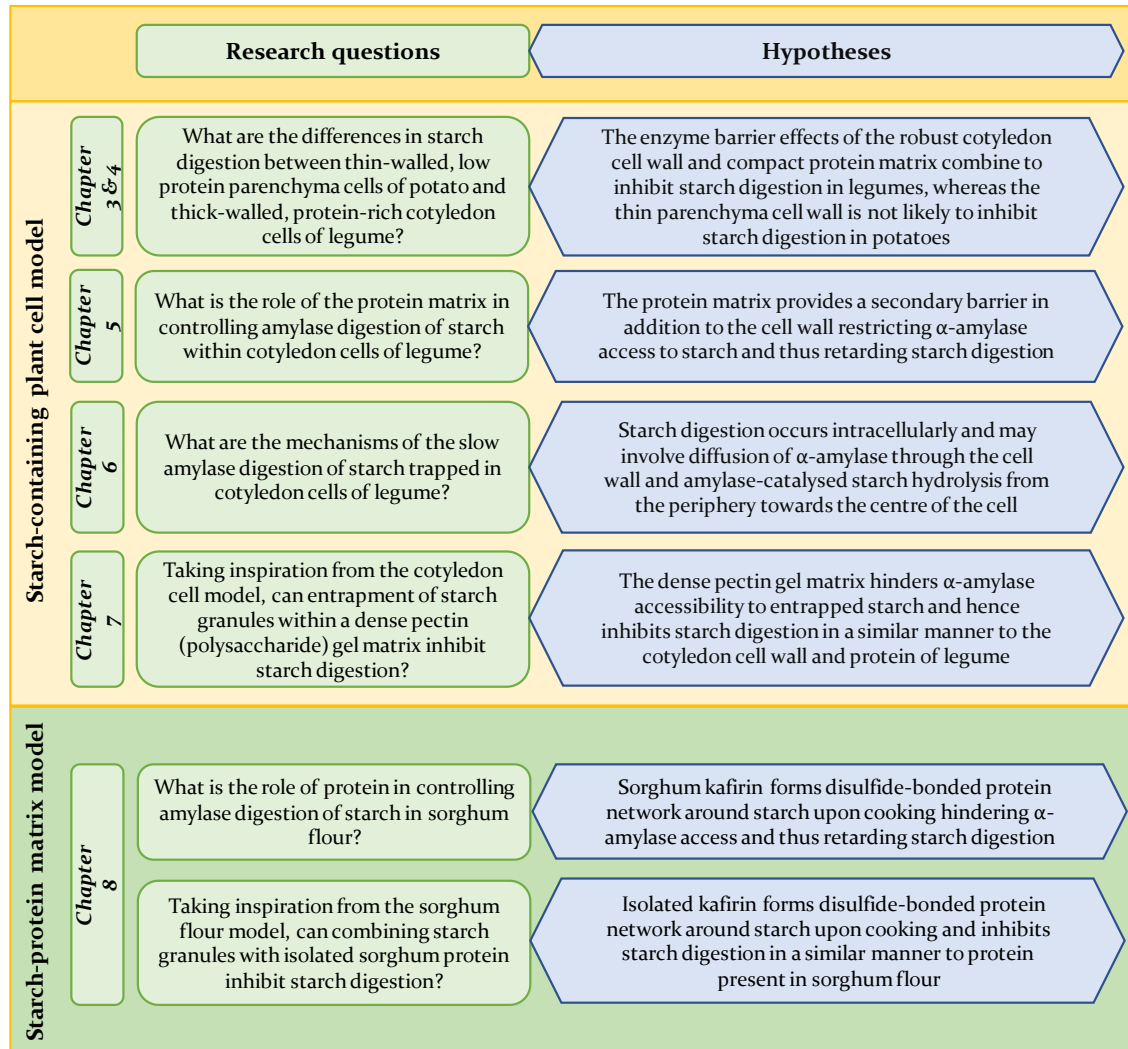 Research questions
Hypotheses
Starch-containing plant cell model
Chapter
3 & 4
What are the differences in starch
digestion between thin-walled, low
protein parenchyma cells of potato and
thick-walled, protein-rich cotyledon
cells of legume?
The enzyme barrier effects of the robust cotyledon
cell wall and compact protein matrix combine to
inhibit starch digestion in legumes, whereas the
thin parenchyma cell wall is not likely to inhibit
starch digestion in potatoes
Chapter
5
What is the role of the protein matrix in
controlling amylase digestion of starch
within cotyledon cells of legume?
The protein matrix provides a secondary barrier in
addition to the cell wall restricting α-amylase
access to starch and thus retarding starch digestion
Chapter
6
What are the mechanisms of the slow
amylase digestion of starch trapped in
cotyledon cells of legume?
Starch digestion occurs intracellularly and may
involve diffusion of α-amylase through the cell
wall and amylase-catalysed starch hydrolysis from
the periphery towards the centre of the cell
Chapter
7
Taking inspiration from the cotyledon
cell model, can entrapment of starch
granules within a dense pectin
(polysaccharide) gel matrix inhibit
starch digestion?
The dense pectin gel matrix hinders α-amylase
accessibility to entrapped starch and hence
inhibits starch digestion in a similar manner to the
cotyledon cell wall and protein of legume
Starch-protein matrix model
Chapter
8
What is the role of protein in controlling
amylase digestion of starch in sorghum
flour?
Sorghum kafirin forms disulfide-bonded protein
network around starch upon cooking hindering α-
amylase access and thus retarding starch digestion
Taking inspiration from the sorghum
flour model, can combining starch
granules with isolated sorghum protein
inhibit starch digestion?
Isolated kafirin forms disulfide-bonded protein
network around starch upon cooking and inhibits
starch digestion in a similar manner to protein
present in sorghum flour